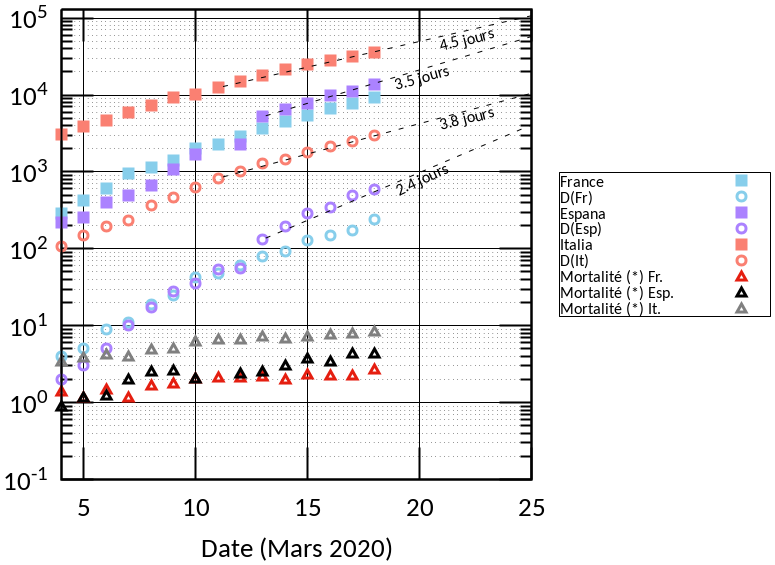 10^5
10^4
10^3
10^2
10^1
10^0
10^-1
4.5 jours
3.5 jours
3.8 jours
2.4 jours
5 10 15 20 25
Date (Mars 2020)
France
D(Fr)
Espana
D(Esp)
Italia
D(It)
Mortalité (*) Fr.
Mortalité (*) Esp.
Mortalité (*) It.